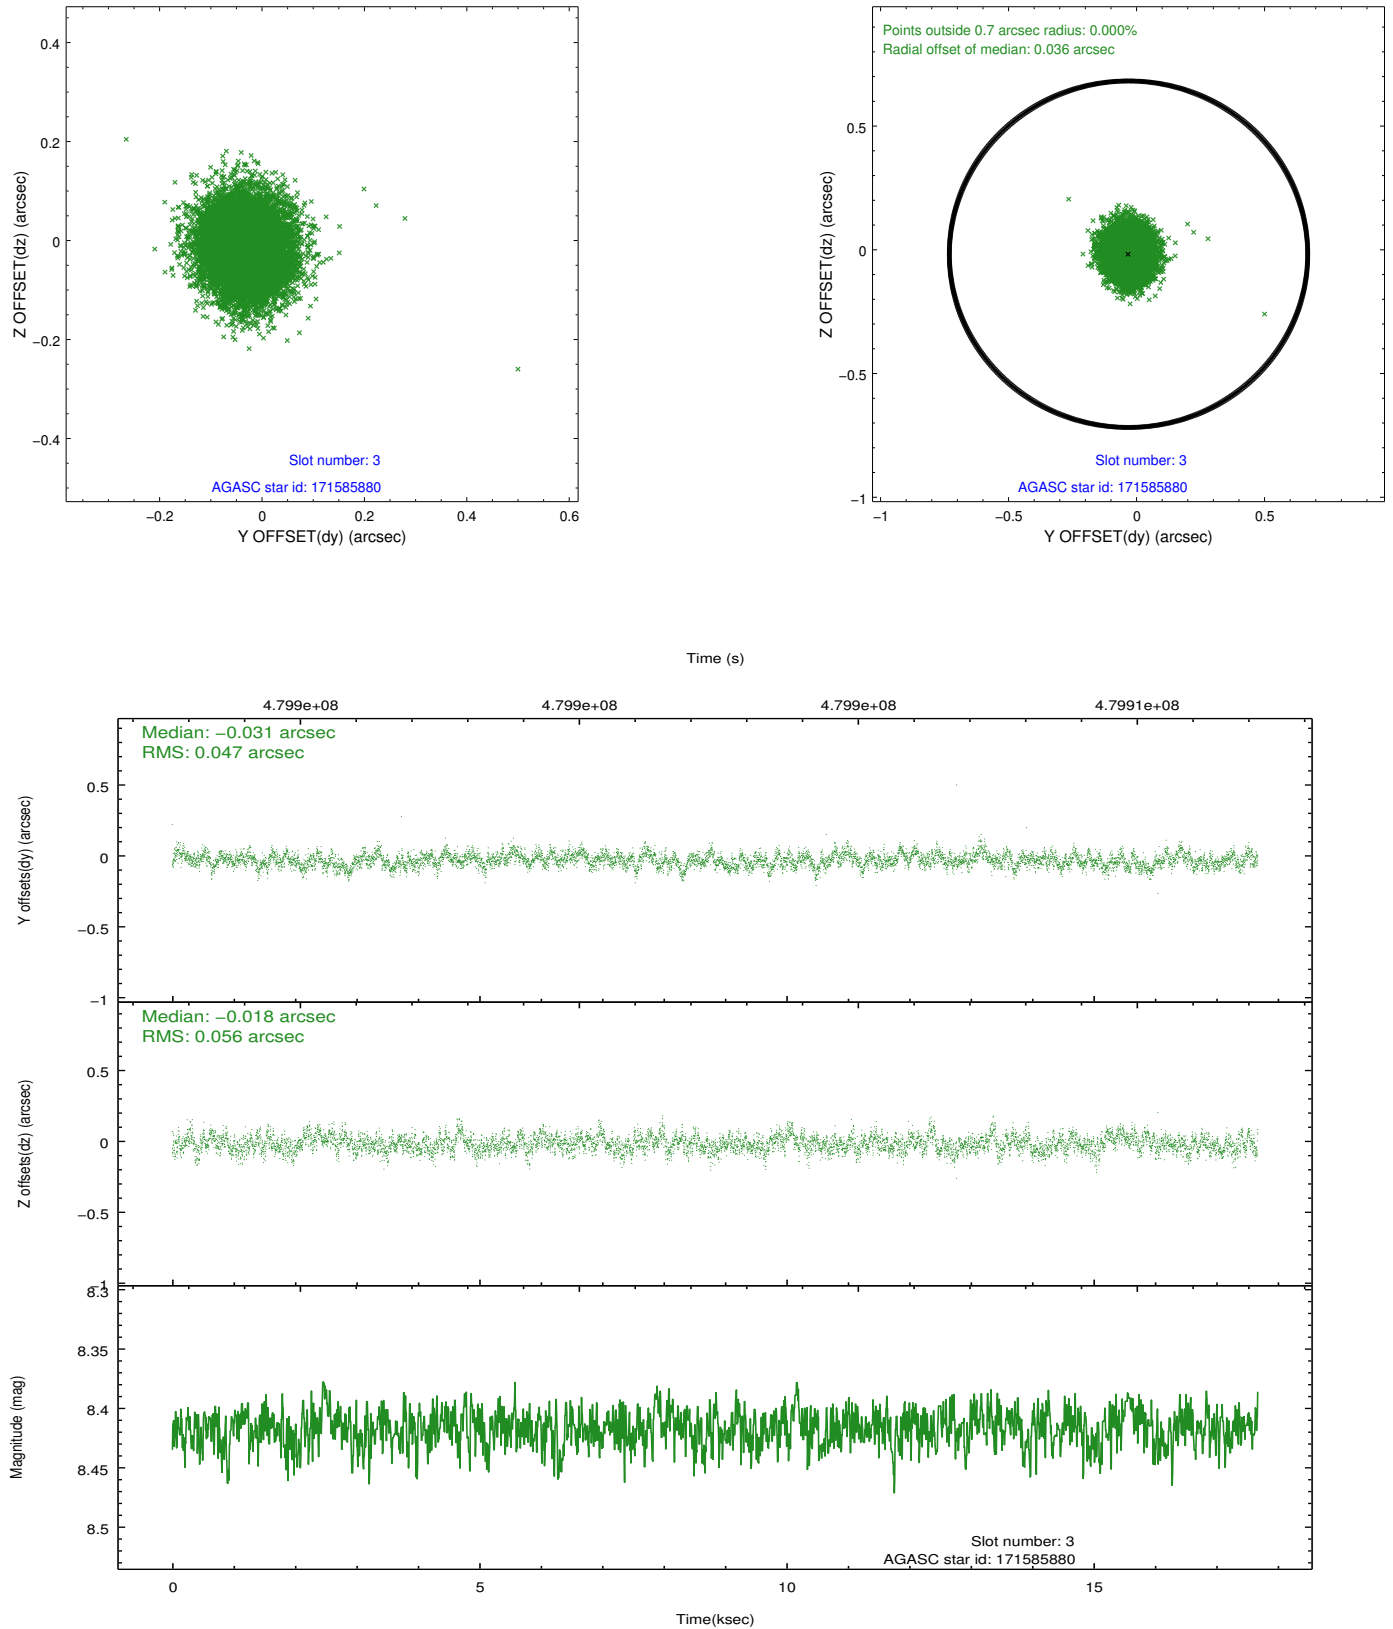 0.4
0.2
0
−0.2
−0.4
Z OFFSET(dz) (arcsec)
Slot number: 3
AGASC star id: 171585880
−0.2
0
0.2
0.4
0.6
Y OFFSET(dy) (arcsec)
Points outside 0.7 arcsec radius: 0.000%
Radial offset of median: 0.036 arcsec
0.5
0
−0.5
−1
Z OFFSET(dz) (arcsec)
Slot number: 3
AGASC star id: 171585880
−1
−0.5
0
0.5
Y OFFSET(dy) (arcsec)
Time (s)
4.799e+08
4.799e+08
4.799e+08
4.7991e+08
Median: −0.031 arcsec
RMS: 0.047 arcsec
0.5
0
−0.5
−1
Y offsets(dy) (arcsec)
Median: −0.018 arcsec
RMS: 0.056 arcsec
0.5
0
−0.5
−1
Z offsets(dz) (arcsec)
8.3
8.35
8.4
8.45
8.5
Magnitude (mag)
Slot number: 3
AGASC star id: 171585880
0
5
10
15
Time(ksec)